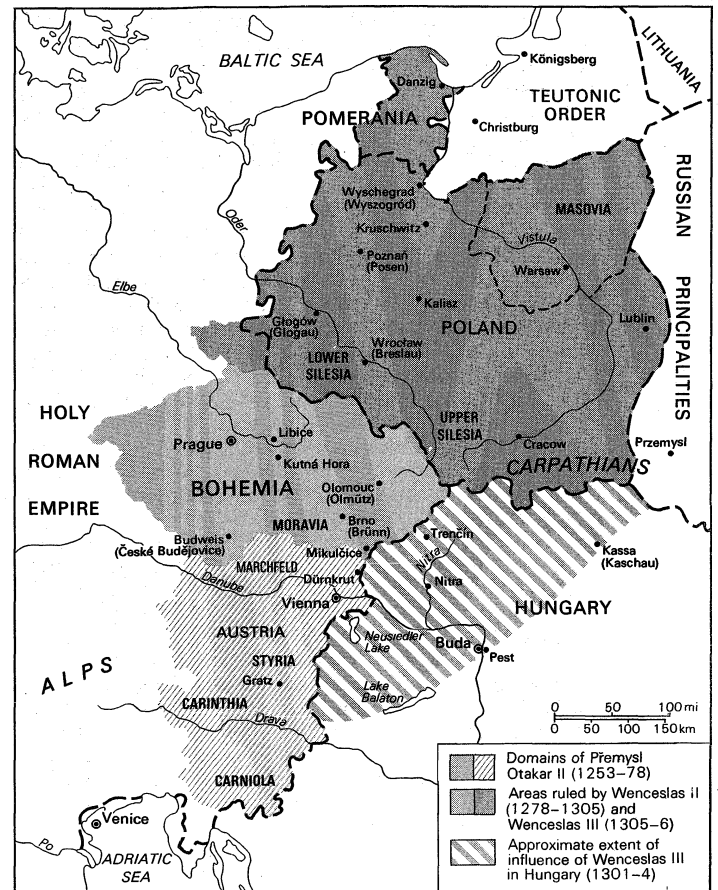 BALTIC SEA
Königsberg
LITHUANIA
Danzig
TEUTONIC
ORDER
POMERANIA
Christburg
RUSSIAN
PRINCIPALITIES
Wyschegrad
(Wyszogród)
MASOVIA
Kruschwitz
Oder
Vistula
Poznań
(Posen)
Warsaw
Elbe
Kalisz
Głogów
(Glogau)
POLAND
Lublin
Wrocław
(Breslau)
LOWER
SILESIA
HOLY
ROMAN
EMPIRE
UPPER
SILESIA
Prague
Libice
Cracow
Przemysl
Kutná Hora
CARPATHIANS
BOHEMIA
Olomouc
(Olmütz)
MORAVIA
Brno
(Brünn)
Budweis
(České Budějovice)
Trenčín
Mikulčice
Kassa
(Kaschau)
MARCHFELD
Nitra
Danube
Dürnkrut
Nitra
Vienna
HUNGARY
AUSTRIA
Neusiedler
Lake
Buda
Pest
STYRIA
ALPS
Gratz
Lake
Balaton
CARINTHIA
Drava
0 50 100 mi
0 50 100 150 km
CARNIOLA
Venice
Po
ADRIATIC
SEA
Domains of Přemysl
Otakar II (1253–78)
Areas ruled by Wenceslas II
(1278–1305) and
Wenceslas III (1305–6)
Approximate extent of
influence of Wenceslas III
in Hungary (1301–4)